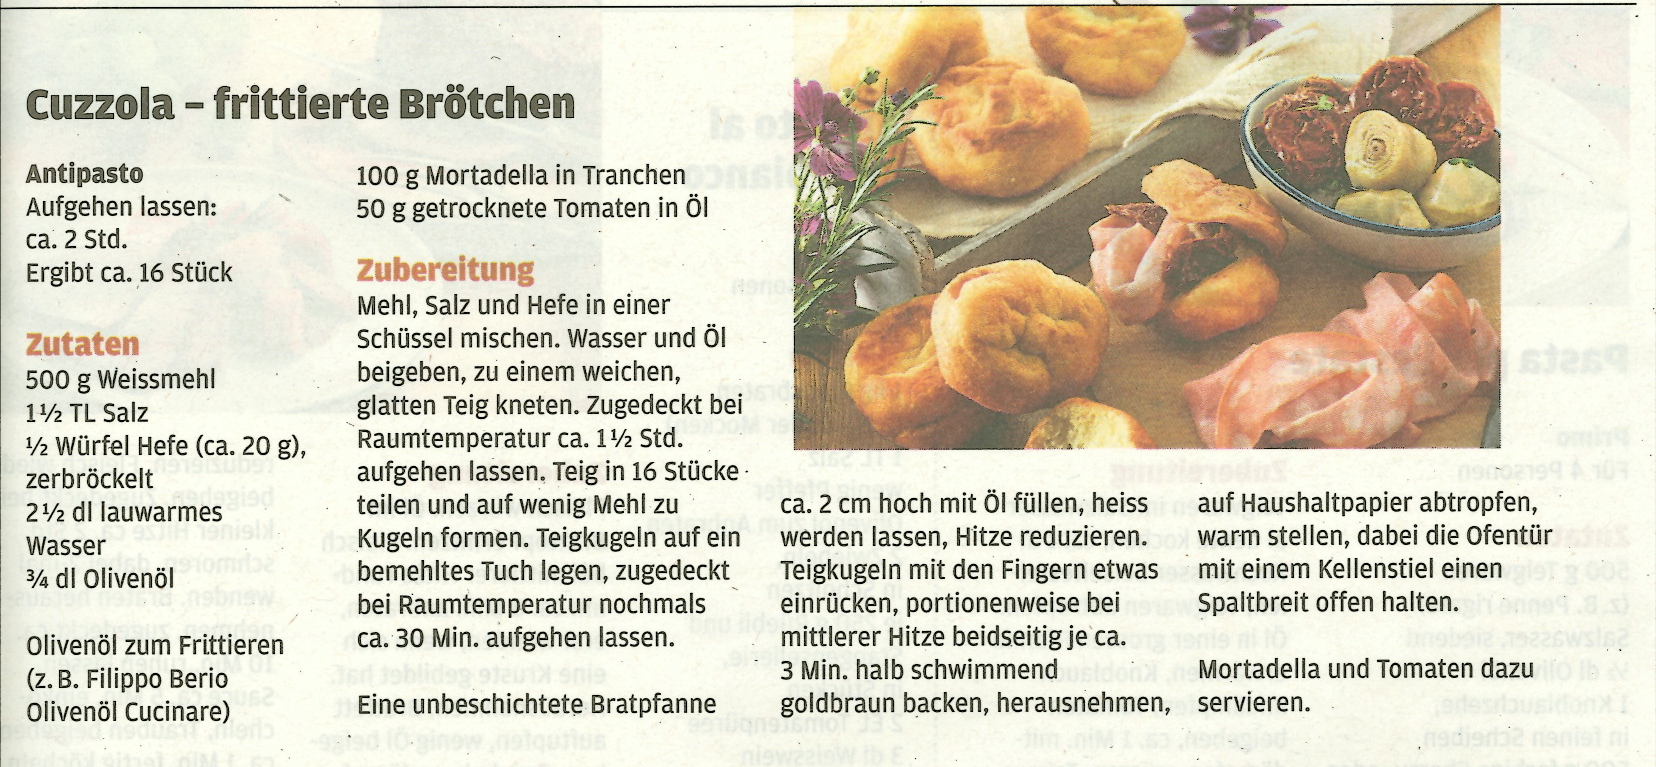 Cuzzola – frittierte Brötchen
Antipasto
Aufgehen lassen:
ca. 2 Std.
Ergibt ca. 16 Stück
Zutaten
500 g Weissmehl
1½ TL Salz
½ Würfel Hefe (ca. 20 g),
zerbröckelt
2½ dl lauwarmes
Wasser
¾ dl Olivenöl
Olivenöl zum Frittieren
(z. B. Filippo Berio
Olivenöl Cucinare)
100 g Mortadella in Tranchen
50 g getrocknete Tomaten in Öl
Zubereitung
Mehl, Salz und Hefe in einer
Schüssel mischen. Wasser und Öl
beigeben, zu einem weichen,
glatten Teig kneten. Zugedeckt bei
Raumtemperatur ca. 1½ Std.
aufgehen lassen. Teig in 16 Stücke
teilen und auf wenig Mehl zu
Kugeln formen. Teigkugeln auf ein
bemehltes Tuch legen, zugedeckt
bei Raumtemperatur nochmals
ca. 30 Min. aufgehen lassen.
Eine unbeschichtete Bratpfanne
ca. 2 cm hoch mit Öl füllen, heiss
werden lassen, Hitze reduzieren.
Teigkugeln mit den Fingern etwas
einrücken, portionenweise bei
mittlerer Hitze beidseitig je ca.
3 Min. halb schwimmend
goldbraun backen, herausnehmen,
auf Haushaltpapier abtropfen,
warm stellen, dabei die Ofentür
mit einem Kellenstiel einen
Spaltbreit offen halten.
Mortadella und Tomaten dazu
servieren.